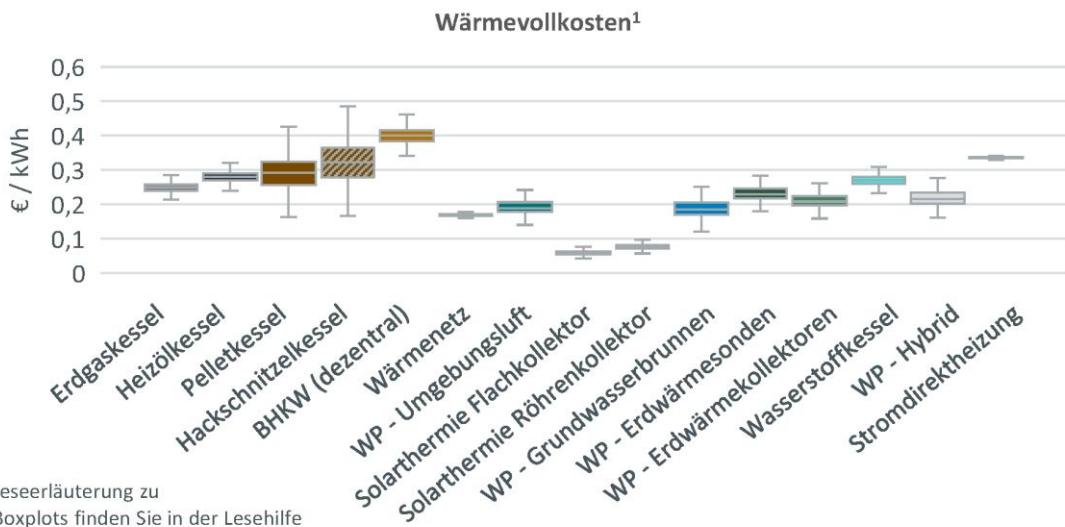 Wärmevollkosten¹
€ / kWh
0,6
0,5
0,4
0,3
0,2
0,1
0
Erdgaskessel
Heizölkessel
Pelletkessel
Hackschnitzelkessel
BHKW (dezentral)
Wärmenetz
WP - Umgebungsluft
Solarthermie Flachkollektor
Solarthermie Röhrenkollektor
WP - Grundwasserbrunnen
WP - Erdwärmesonden
WP - Erdwärmekollektoren
Wasserstoffkessel
WP - Hybrid
Stromdirektheizung
eseerläuterung zu
Boxplots finden Sie in der Lesehilfe